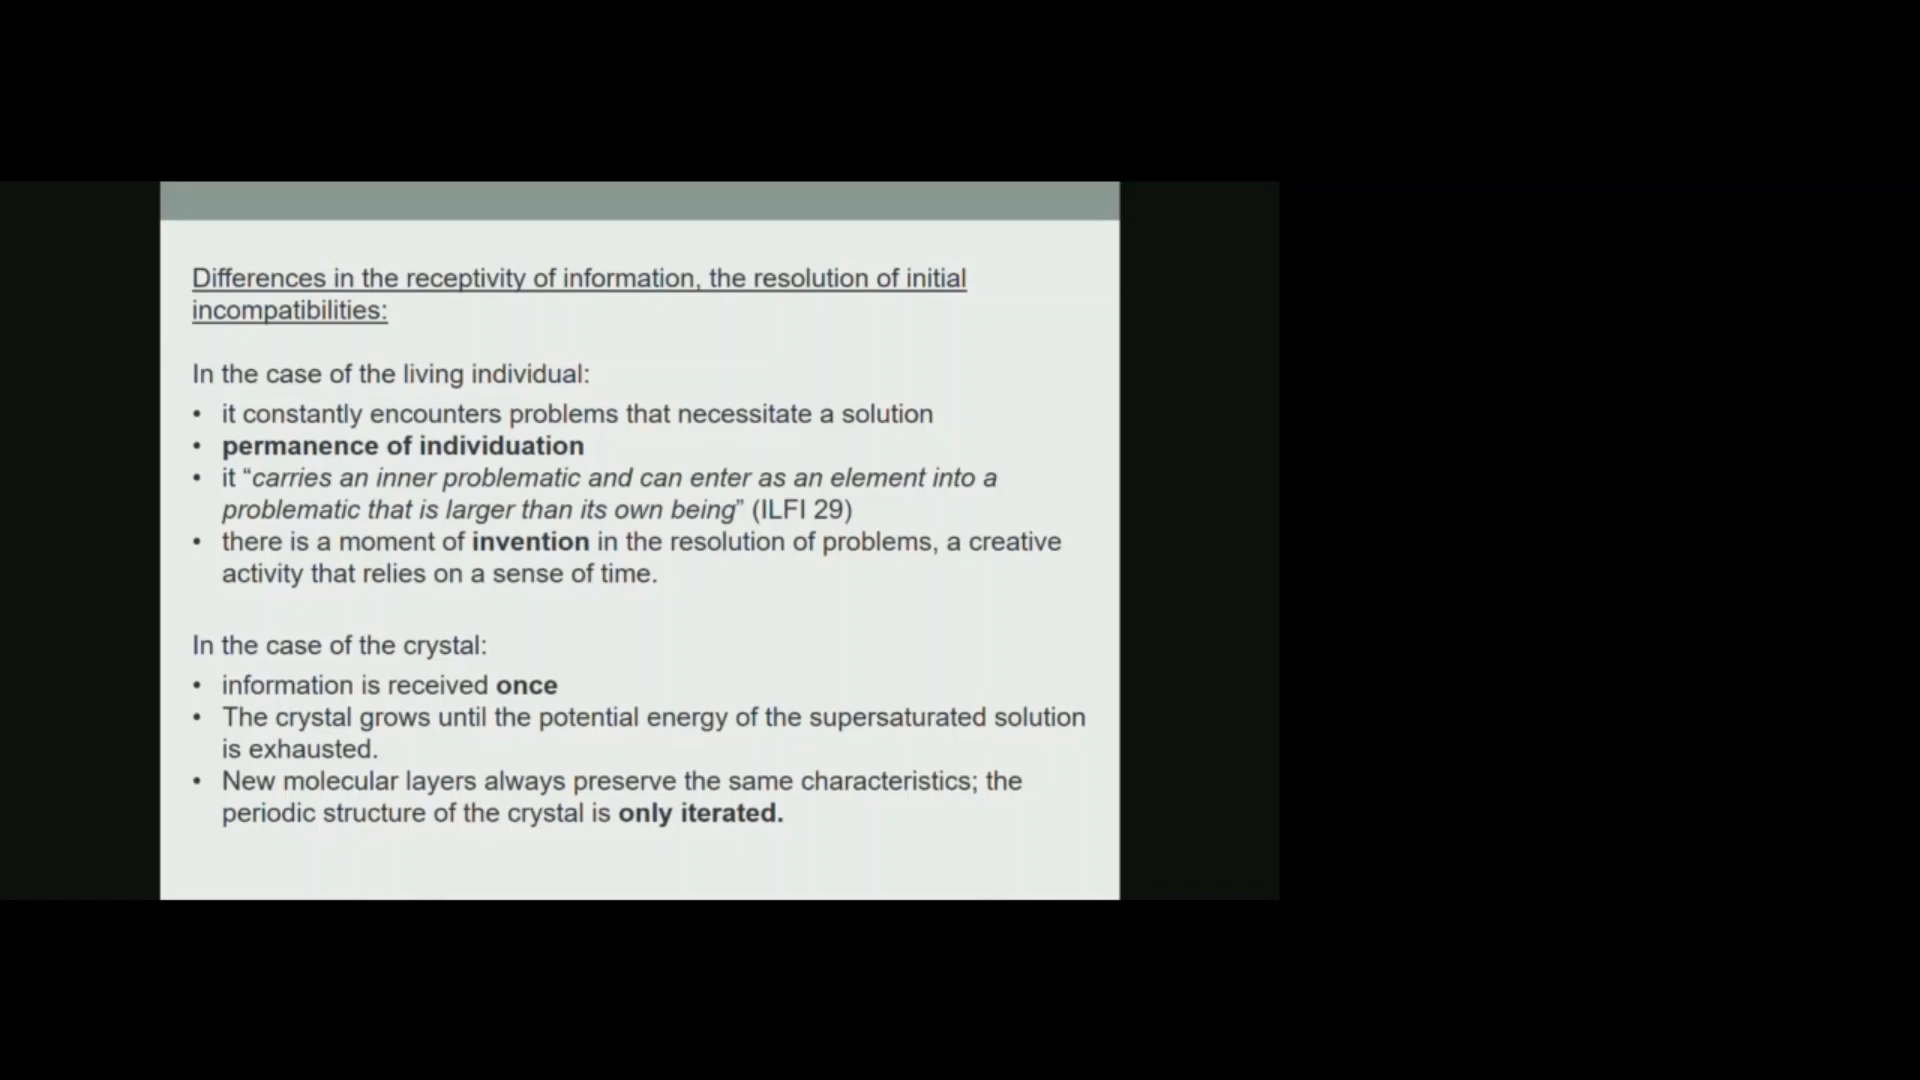 Differences in the receptivity of information, the resolution of initial
incompatibilities:
In the case of the living individual:
• it constantly encounters problems that necessitate a solution
• permanence of individuation
• it “carries an inner problematic and can enter as an element into a
problematic that is larger than its own being” (ILFI 29)
• there is a moment of invention in the resolution of problems, a creative
activity that relies on a sense of time.
In the case of the crystal:
• information is received once
• The crystal grows until the potential energy of the supersaturated solution
is exhausted.
• New molecular layers always preserve the same characteristics; the
periodic structure of the crystal is only iterated.